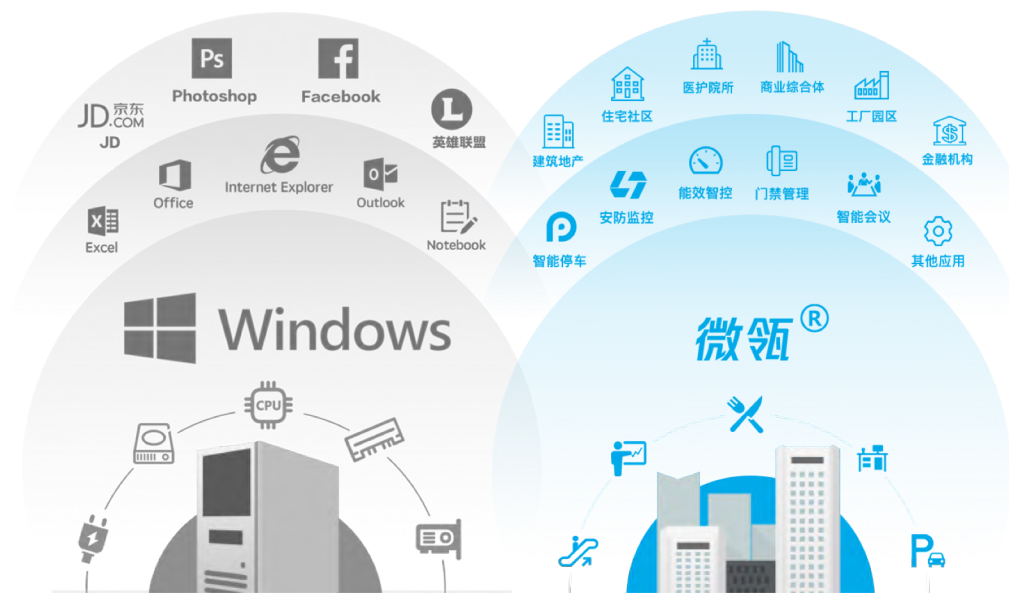 Ps
Photoshop
Facebook
JD 京东
.COM
JD
L
英雄联盟
Office
Internet Explorer
Outlook
Excel
Notebook
Windows
CPU
医护院所
商业综合体
住宅社区
工厂园区
建筑地产
金融机构
能效智控
门禁管理
安防监控
智能会议
智能停车
其他应用
微瓴®
P